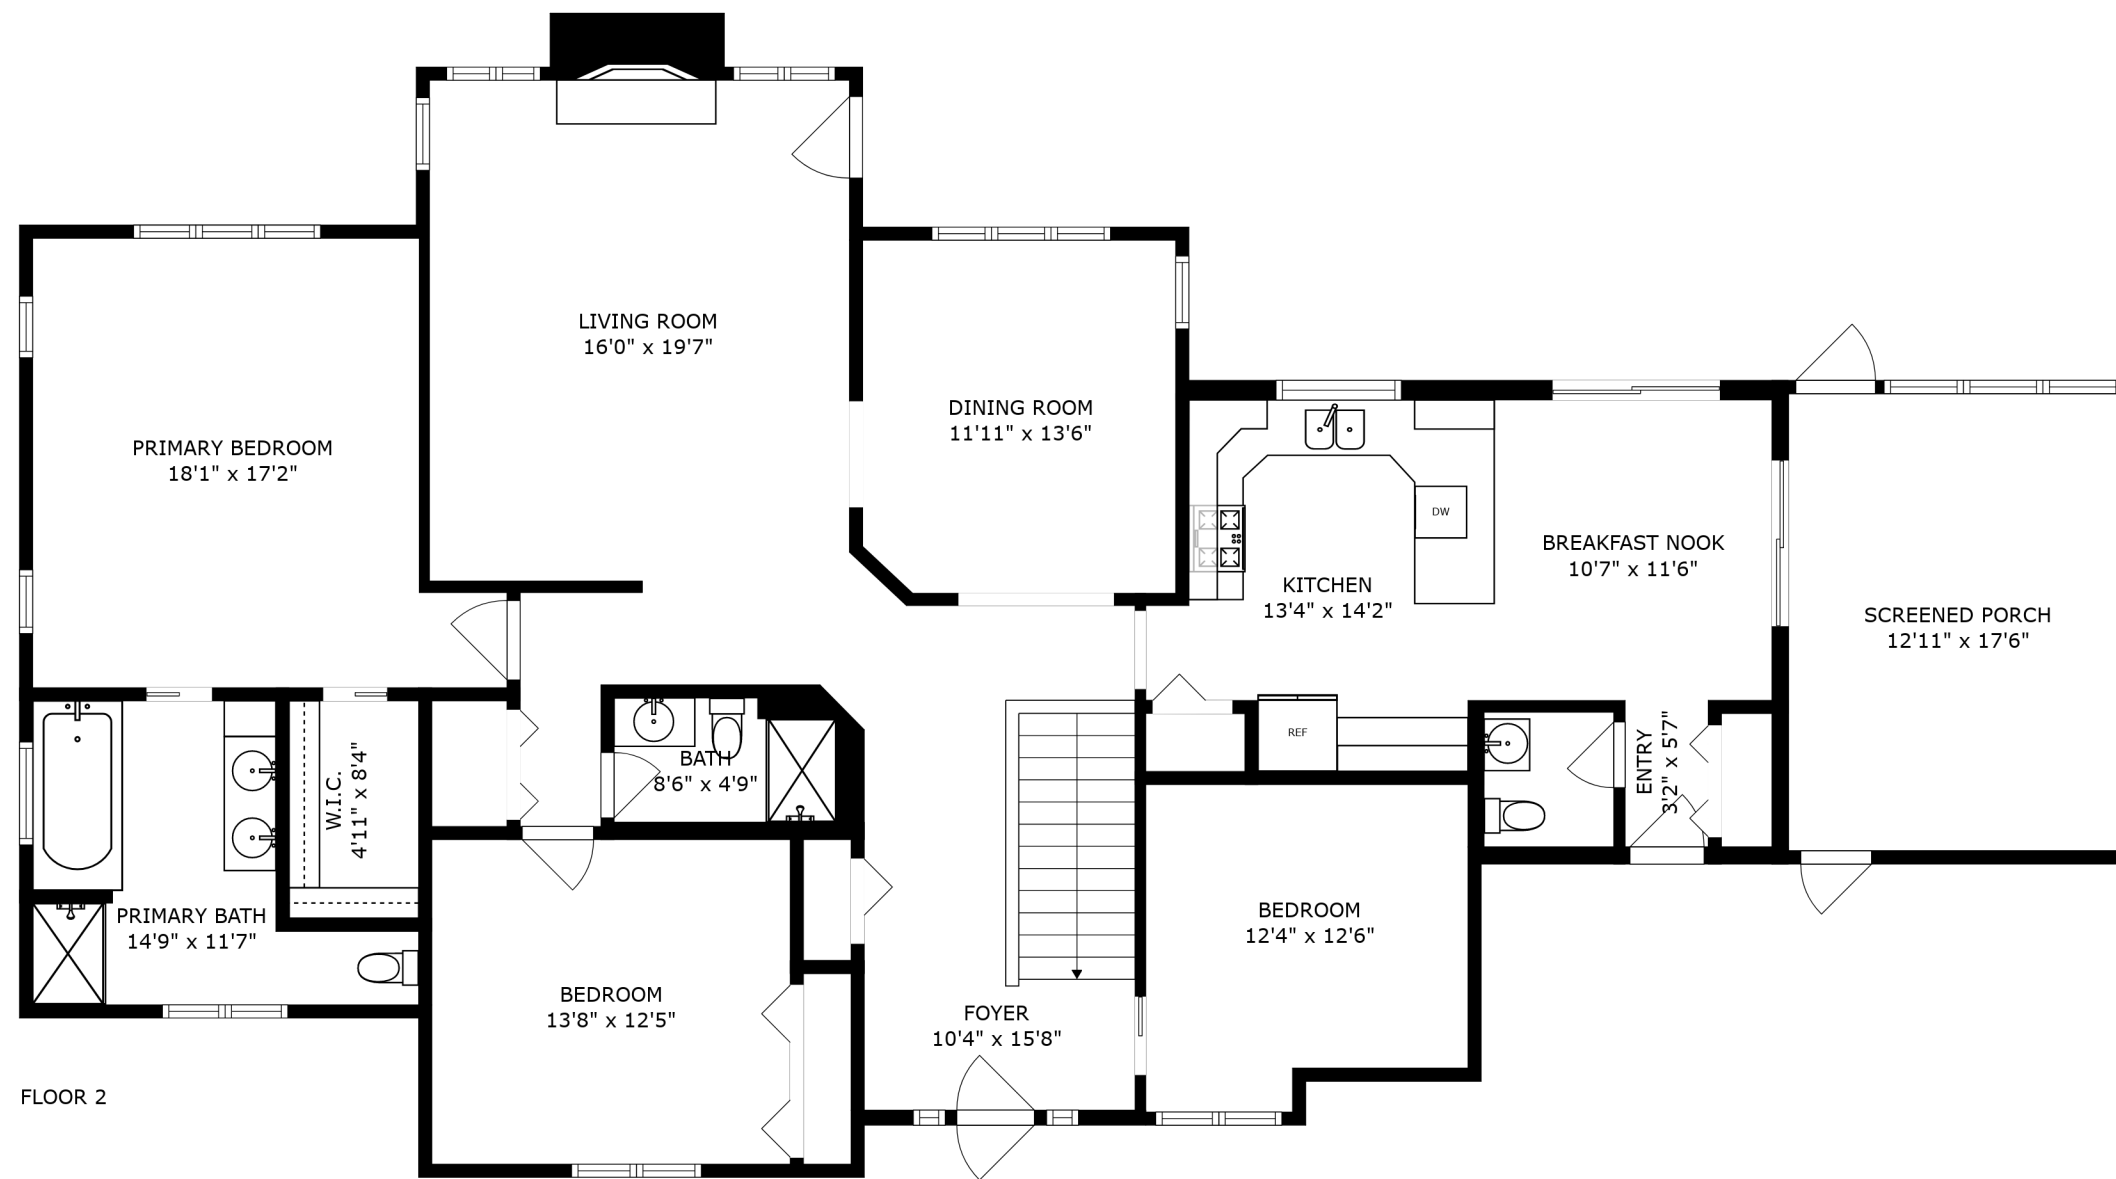 LIVING ROOM
16'0" x 19'7"
DINING ROOM
11'11" x 13'6"
PRIMARY BEDROOM
18'1" x 17'2"
DW
BREAKFAST NOOK
10'7" x 11'6"
KITCHEN
13'4" x 14'2"
SCREENED PORCH
12'11" x 17'6"
REF
BATH
8'6" x 4'9"
ENTRY
3'2" x 5'7"
W.I.C.
4'11" x 8'4"
PRIMARY BATH
14'9" x 11'7"
BEDROOM
12'4" x 12'6"
BEDROOM
13'8" x 12'5"
FOYER
10'4" x 15'8"
FLOOR 2